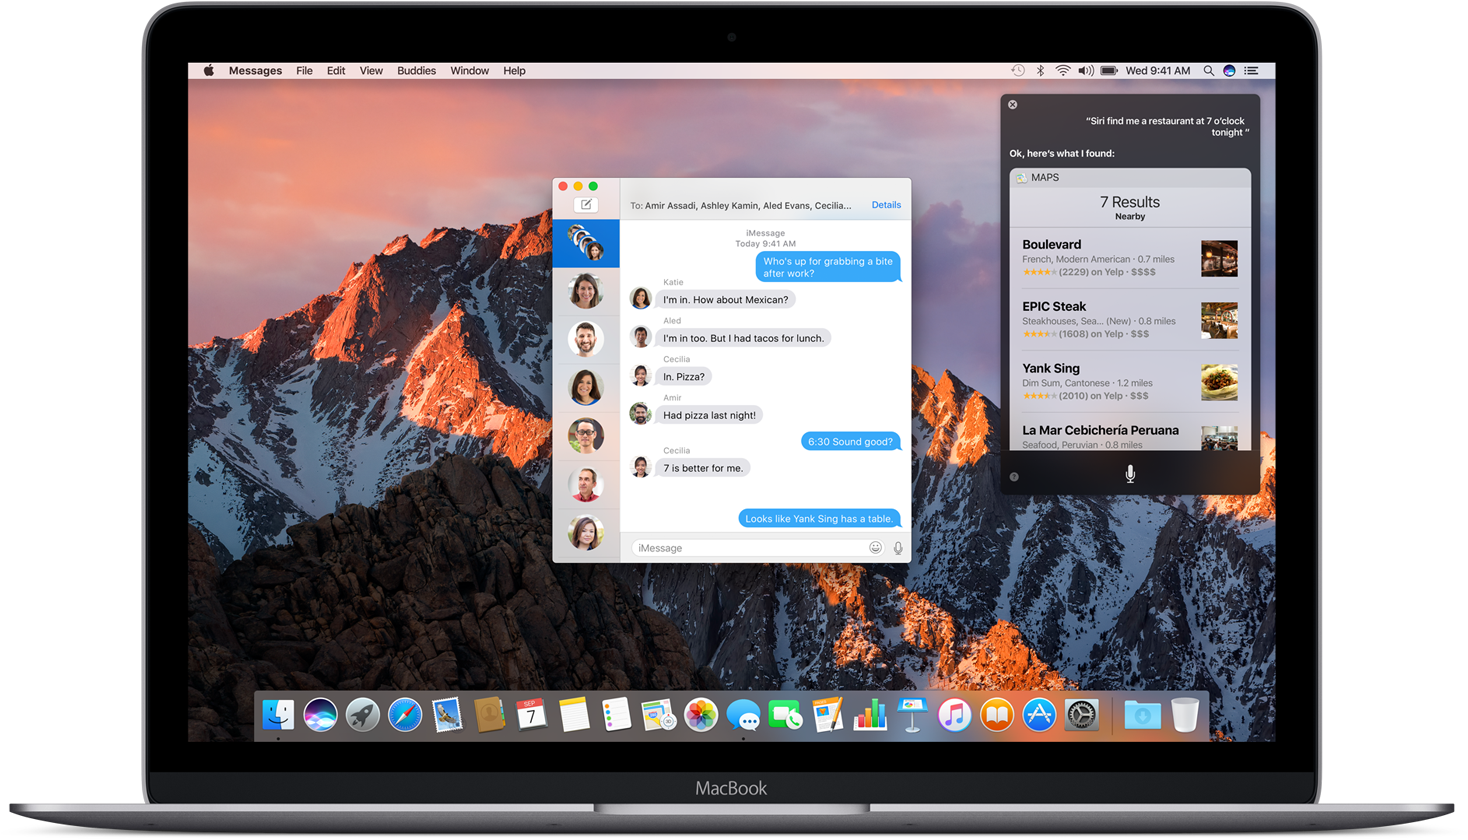 Messages File Edit View Buddies Window Help
Wed 9:41 AM
"Siri find me a restaurant at 7 o'clock
tonight "
Ok, here's what I found:
MAPS
7 Results
Nearby
Boulevard
French, Modern American · 0.7 miles
(2229) on Yelp · $$$$
EPIC Steak
Steakhouses, Sea... (New) · 0.8 miles
(1608) on Yelp · $$$
Yank Sing
Dim Sum, Cantonese · 1.2 miles
(2010) on Yelp · $$$
La Mar Cebichería Peruana
Seafood, Peruvian · 0.8 miles
To: Amir Assadi, Ashley Kamin, Aled Evans, Cecilia... Details
iMessage
Today 9:41 AM
Who's up for grabbing a bite
after work?
Katie
I'm in. How about Mexican?
Aled
I'm in too. But I had tacos for lunch.
Cecilia
In. Pizza?
Amir
Had pizza last night!
6:30 Sound good?
Cecilia
7 is better for me.
Looks like Yank Sing has a table.
iMessage
SEP
7
MacBook